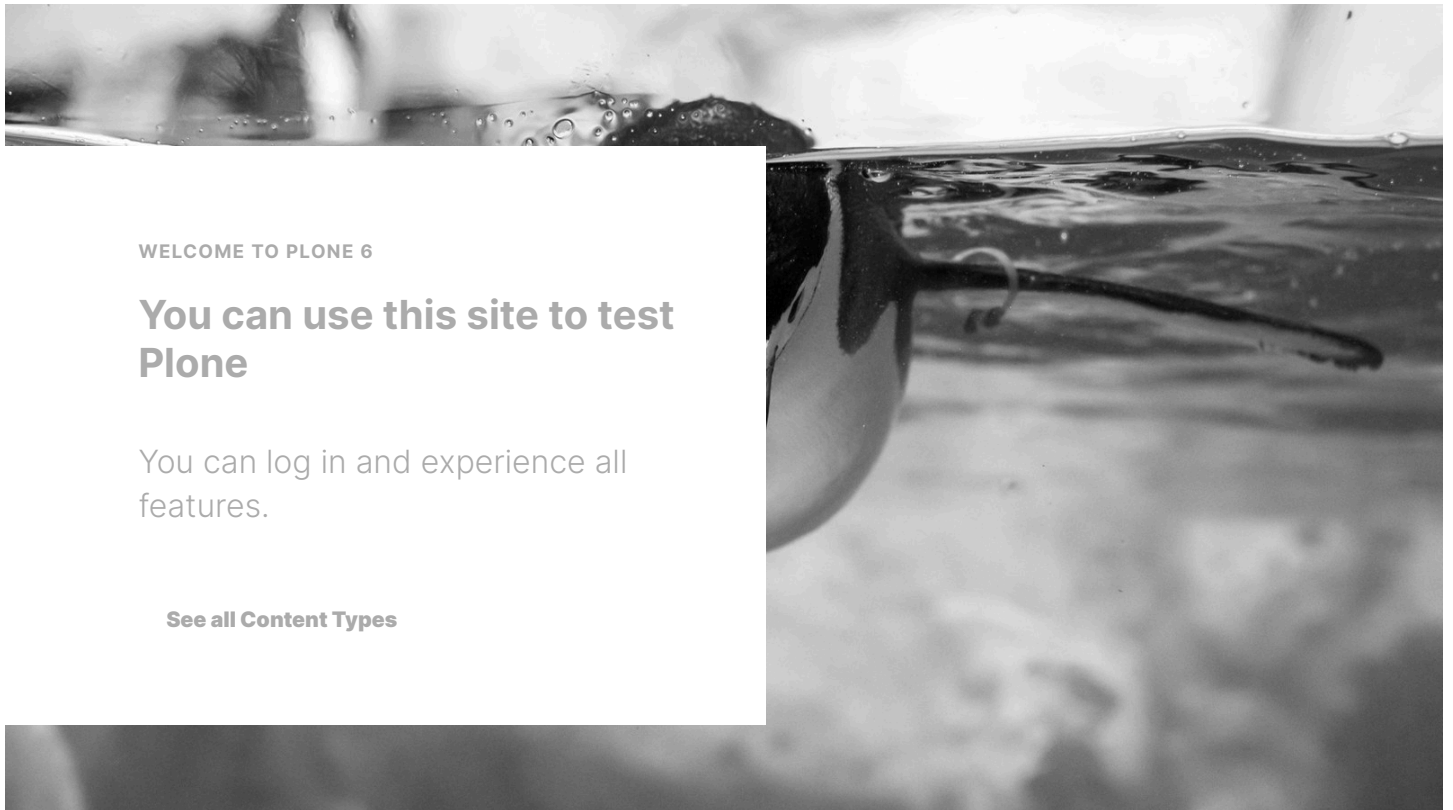 WELCOME TO PLONE 6
You can use this site to test
Plone
You can log in and experience all
features.
See all Content Types